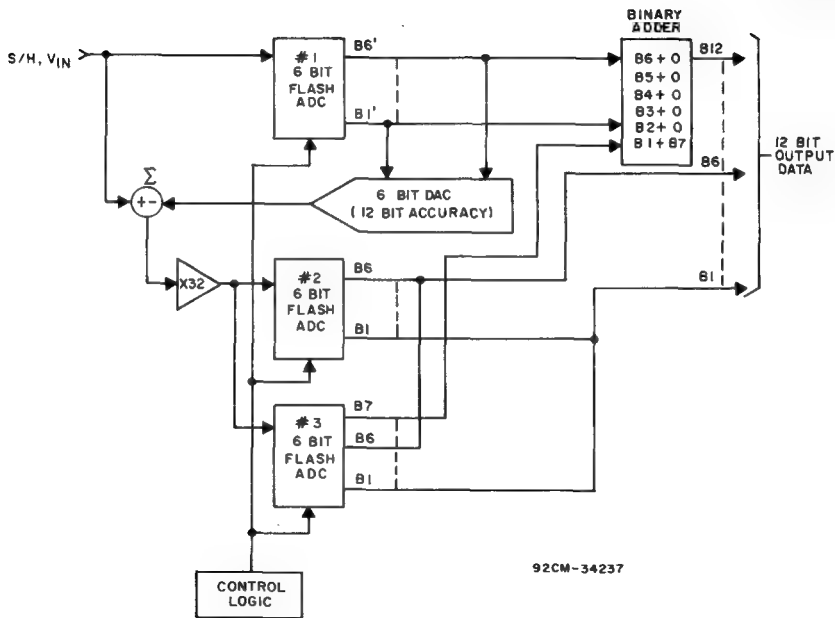 BINARY
ADDER
S/H, VIN
#1
6 BIT
FLASH
ADC
B6'
B1'
B6+0
B5+0
B4+0
B3+0
B2+0
B1+B7
B12
B6
B1
12 BIT
OUTPUT
DATA
Σ
+-
6 BIT DAC
(12 BIT ACCURACY)
X32
#2
6 BIT
FLASH
ADC
B6
B1
#3
6 BIT
FLASH
ADC
B7
B6
B1
CONTROL
LOGIC
92CM-34237